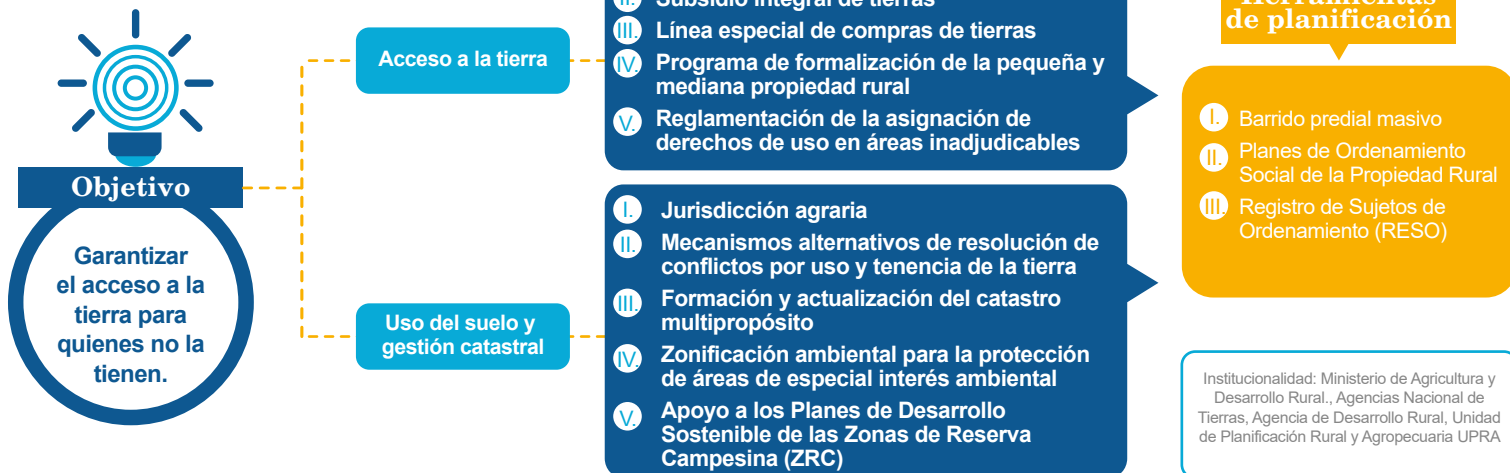 Objetivo
Garantizar
el acceso a la
tierra para
quienes no la
tienen.
Acceso a la tierra
II. Subsidio integral de tierras
III. Línea especial de compras de tierras
IV. Programa de formalización de la pequeña y
mediana propiedad rural
V. Reglamentación de la asignación de
derechos de uso en áreas inadjudicables
Uso del suelo y
gestión catastral
I. Jurisdicción agraria
II. Mecanismos alternativos de resolución de
conflictos por uso y tenencia de la tierra
III. Formación y actualización del catastro
multipropósito
IV. Zonificación ambiental para la protección
de áreas de especial interés ambiental
V. Apoyo a los Planes de Desarrollo
Sostenible de las Zonas de Reserva
Campesina (ZRC)
Herramientas
de planificación
I. Barrido predial masivo
II. Planes de Ordenamiento
Social de la Propiedad Rural
III. Registro de Sujetos de
Ordenamiento (RESO)
Institucionalidad: Ministerio de Agricultura y
Desarrollo Rural., Agencias Nacional de
Tierras, Agencia de Desarrollo Rural, Unidad
de Planificación Rural y Agropecuaria UPRA